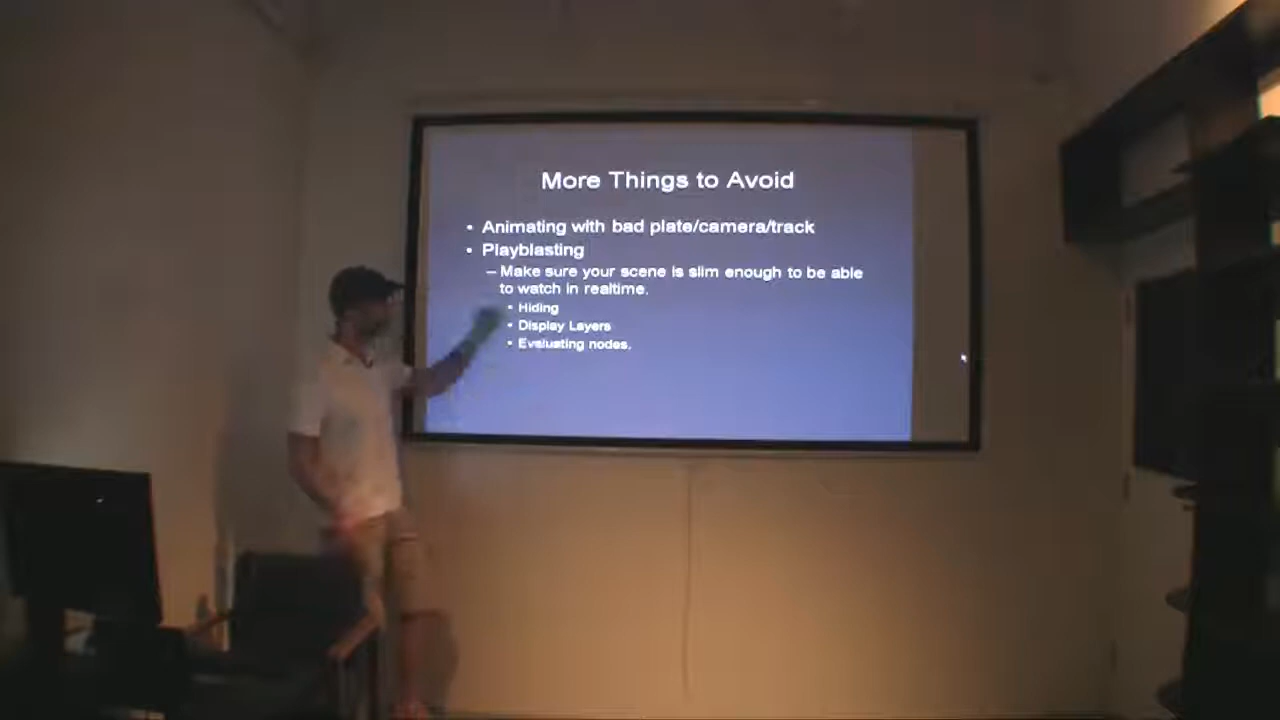 More Things to Avoid
• Animating with bad plate/camera/track
• Playblasting
– Make sure your scene is slim enough to be able
to watch in realtime.
• Hiding
• Display Layers
• Evaluating nodes.